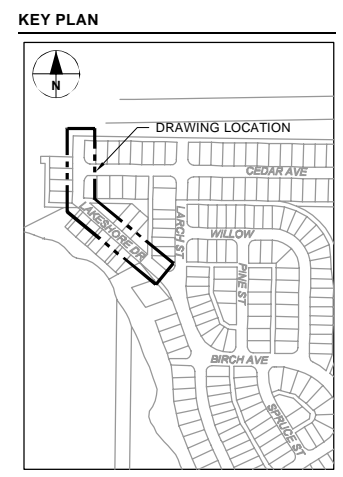 KEY PLAN
N
DRAWING LOCATION
CEDAR AVE
LAKESHORE DR
LARCH ST
WILLOW
PINE ST
BIRCH AVE
SPRUCE ST